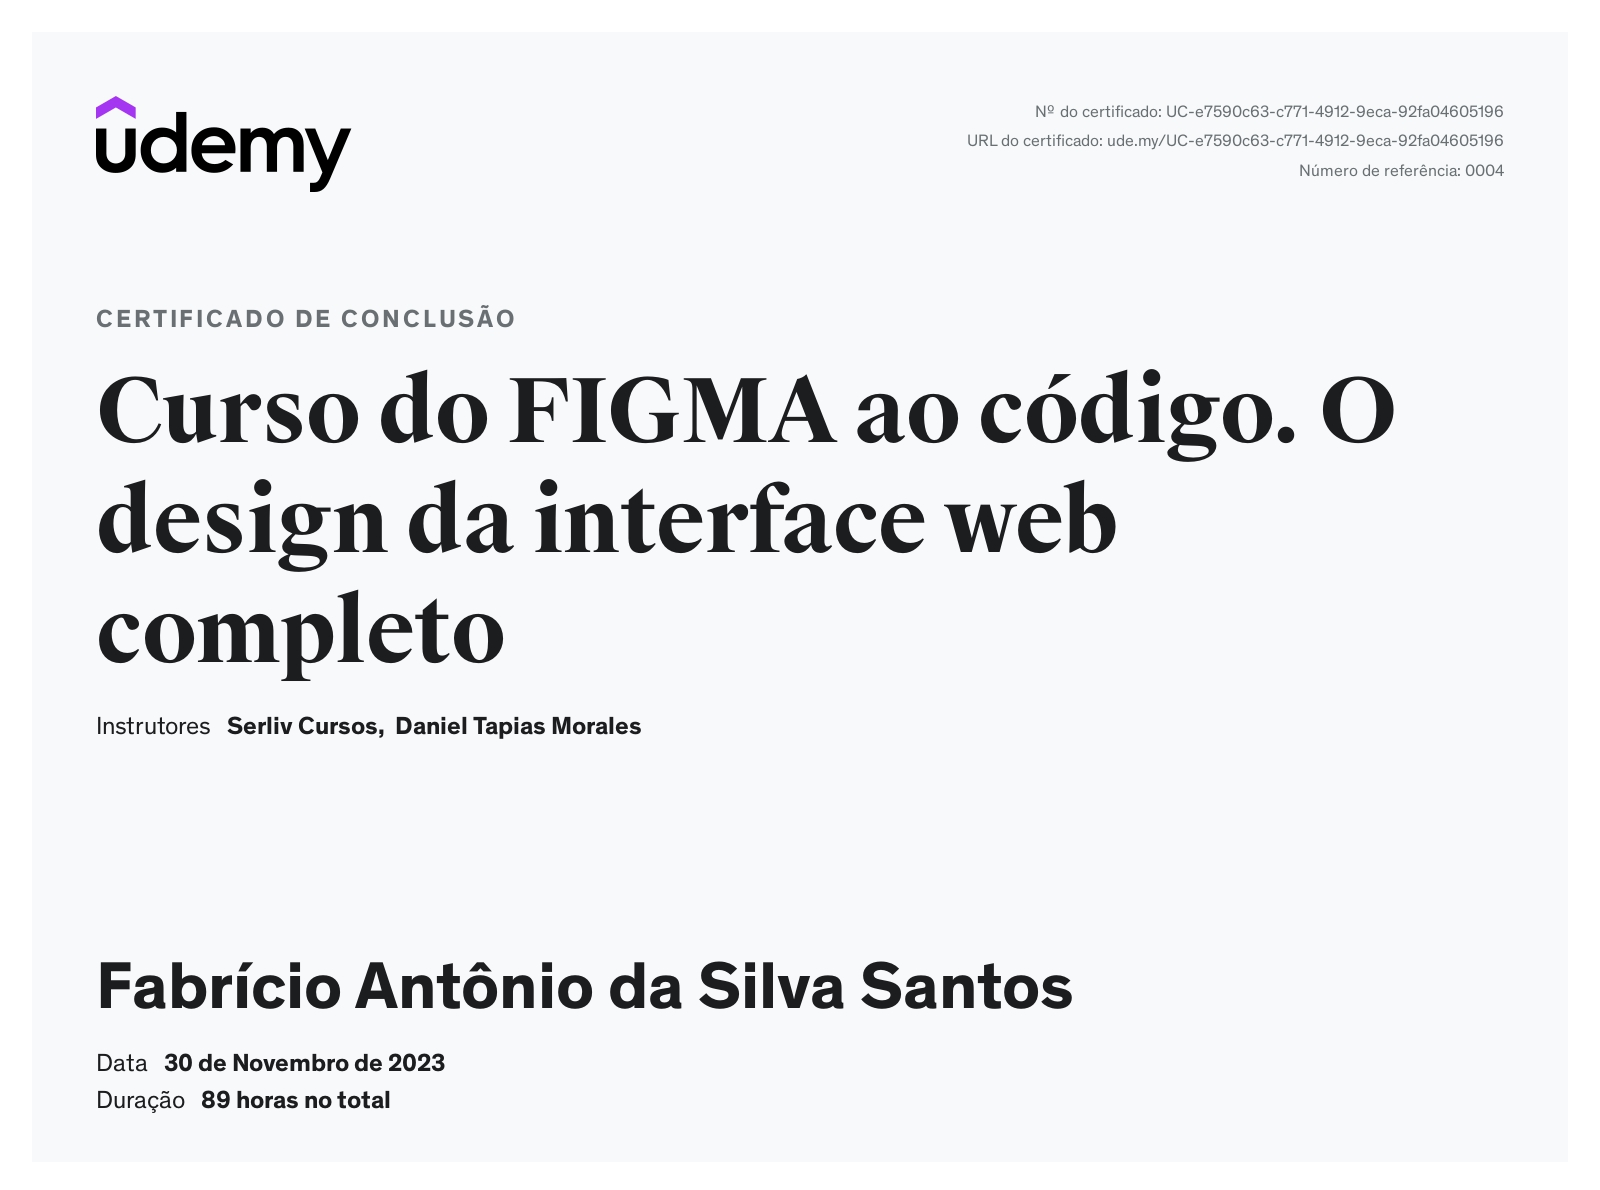 udemy
Nº do certificado: UC-e7590c63-c771-4912-9eca-92fa04605196
URL do certificado: ude.my/UC-e7590c63-c771-4912-9eca-92fa04605196
Número de referência: 0004
CERTIFICADO DE CONCLUSÃO
Curso do FIGMA ao código. O
design da interface web
completo
Instrutores Serliv Cursos, Daniel Tapias Morales
Fabrício Antônio da Silva Santos
Data 30 de Novembro de 2023
Duração 89 horas no total